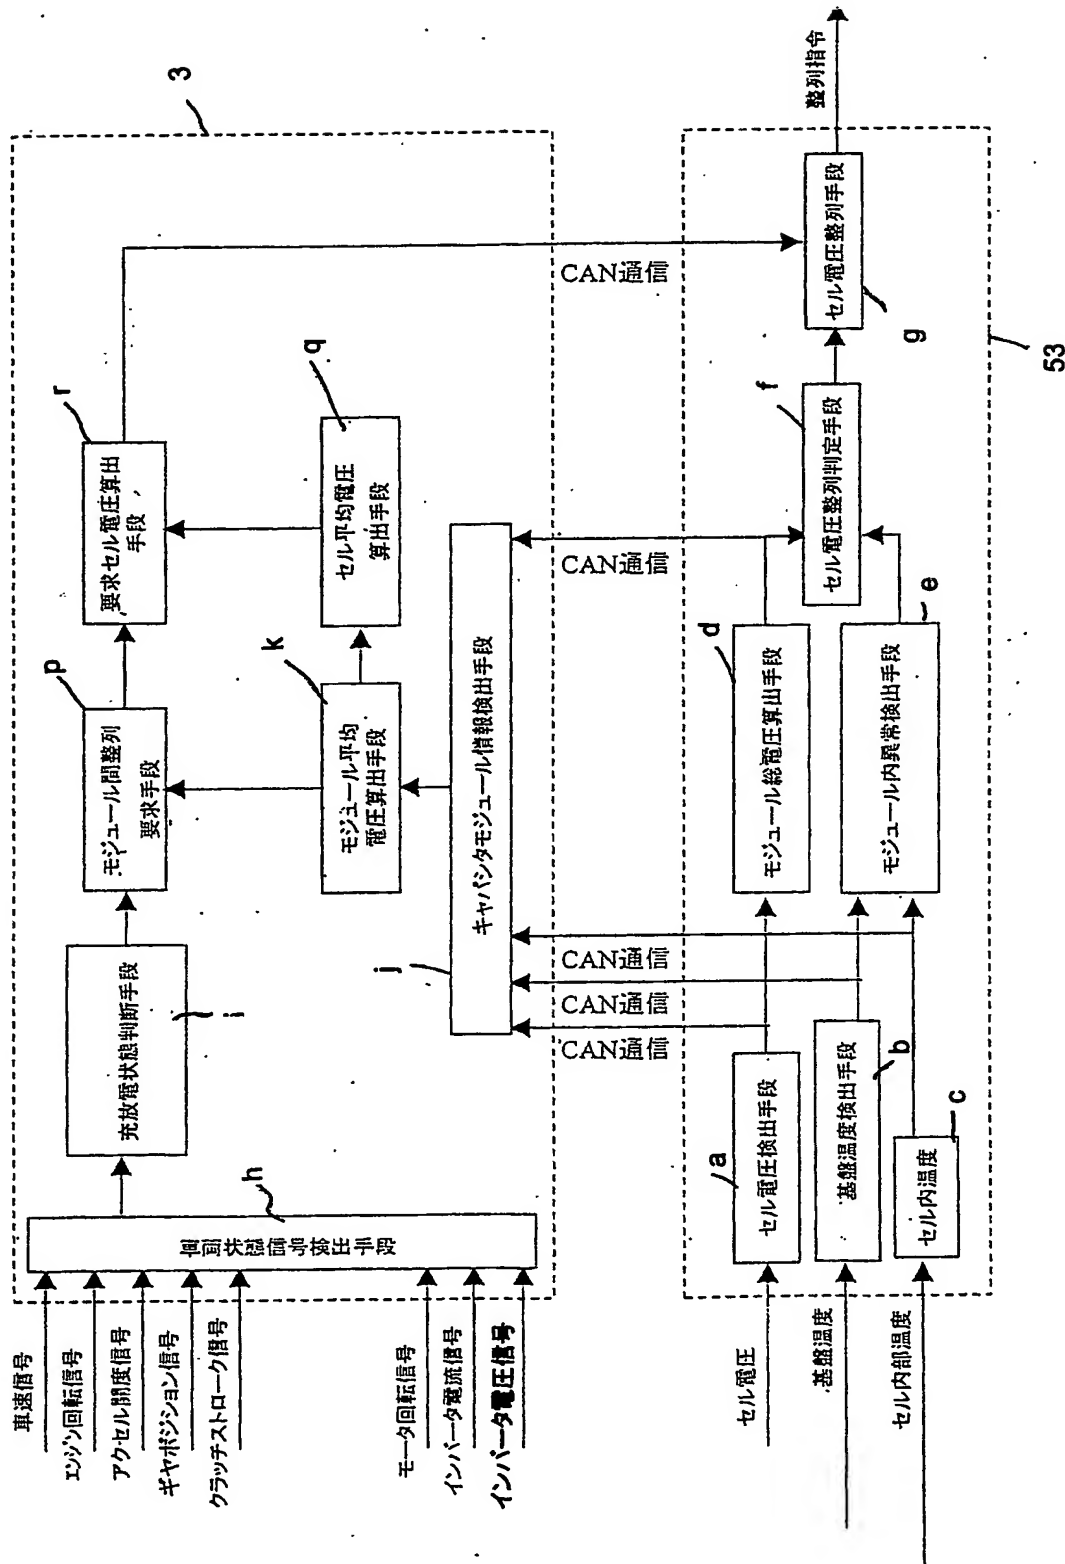 3
車速信号
エンジン回転信号
アクセル開度信号
ギヤポジション信号
クラッチストローク信号
モータ回転信号
インバータ電流信号
インバータ電圧信号
車両状態信号検出手段
h
充放電状態判断手段
i
モジュール間整列
要求手段
p
要求セル電圧算出
手段
r
モジュール平均
電圧算出手段
k
セル平均電圧
算出手段
q
キャパシタモジュール情報検出手段
j
CAN通信
CAN通信
CAN通信
CAN通信
CAN通信
セル電圧
基盤温度
セル内部温度
セル電圧検出手段
a
基盤温度検出手段
b
セル内温度
c
モジュール総電圧算出手段
d
モジュール内異常検出手段
e
セル電圧整列判定手段
f
セル電圧整列手段
g
整列指令
53